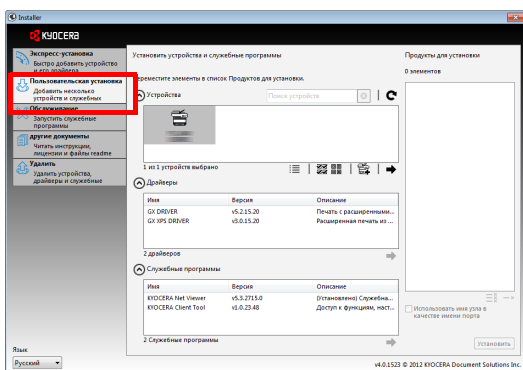 Installer
KYOCERA
Экспресс-установка
Быстро добавить устройство
и его драйвера
Пользовательская установка
Добавить несколько
устройств и служебных
Обслуживание
Запустить служебные
программы
другие документы
Читать инструкции,
лицензии и файлы readme
Удалить
Удалить устройства,
драйверы и служебные
Язык
Русский
Установить устройства и служебные программы
Переместите элементы в список Продуктов для установки.
Устройства
Поиск устройств
1 из 1 устройств выбрано
Драйверы
Имя Версия Описание
GX DRIVER v5.2.15.20 Печать с расширенными...
GX XPS DRIVER v3.0.15.20 Расширенная печать из ...
2 драйверов
Служебные программы
Имя Версия Описание
KYOCERA Net Viewer v5.3.2715.0 (Установлено) Служебна...
KYOCERA Client Tool v1.0.23.48 Доступ к функциям, наст...
2 Служебные программы
Продукты для установки
0 элементов
Использовать имя узла в
качестве имени порта
Установить
v4.0.1523 © 2012 KYOCERA Document Solutions Inc.